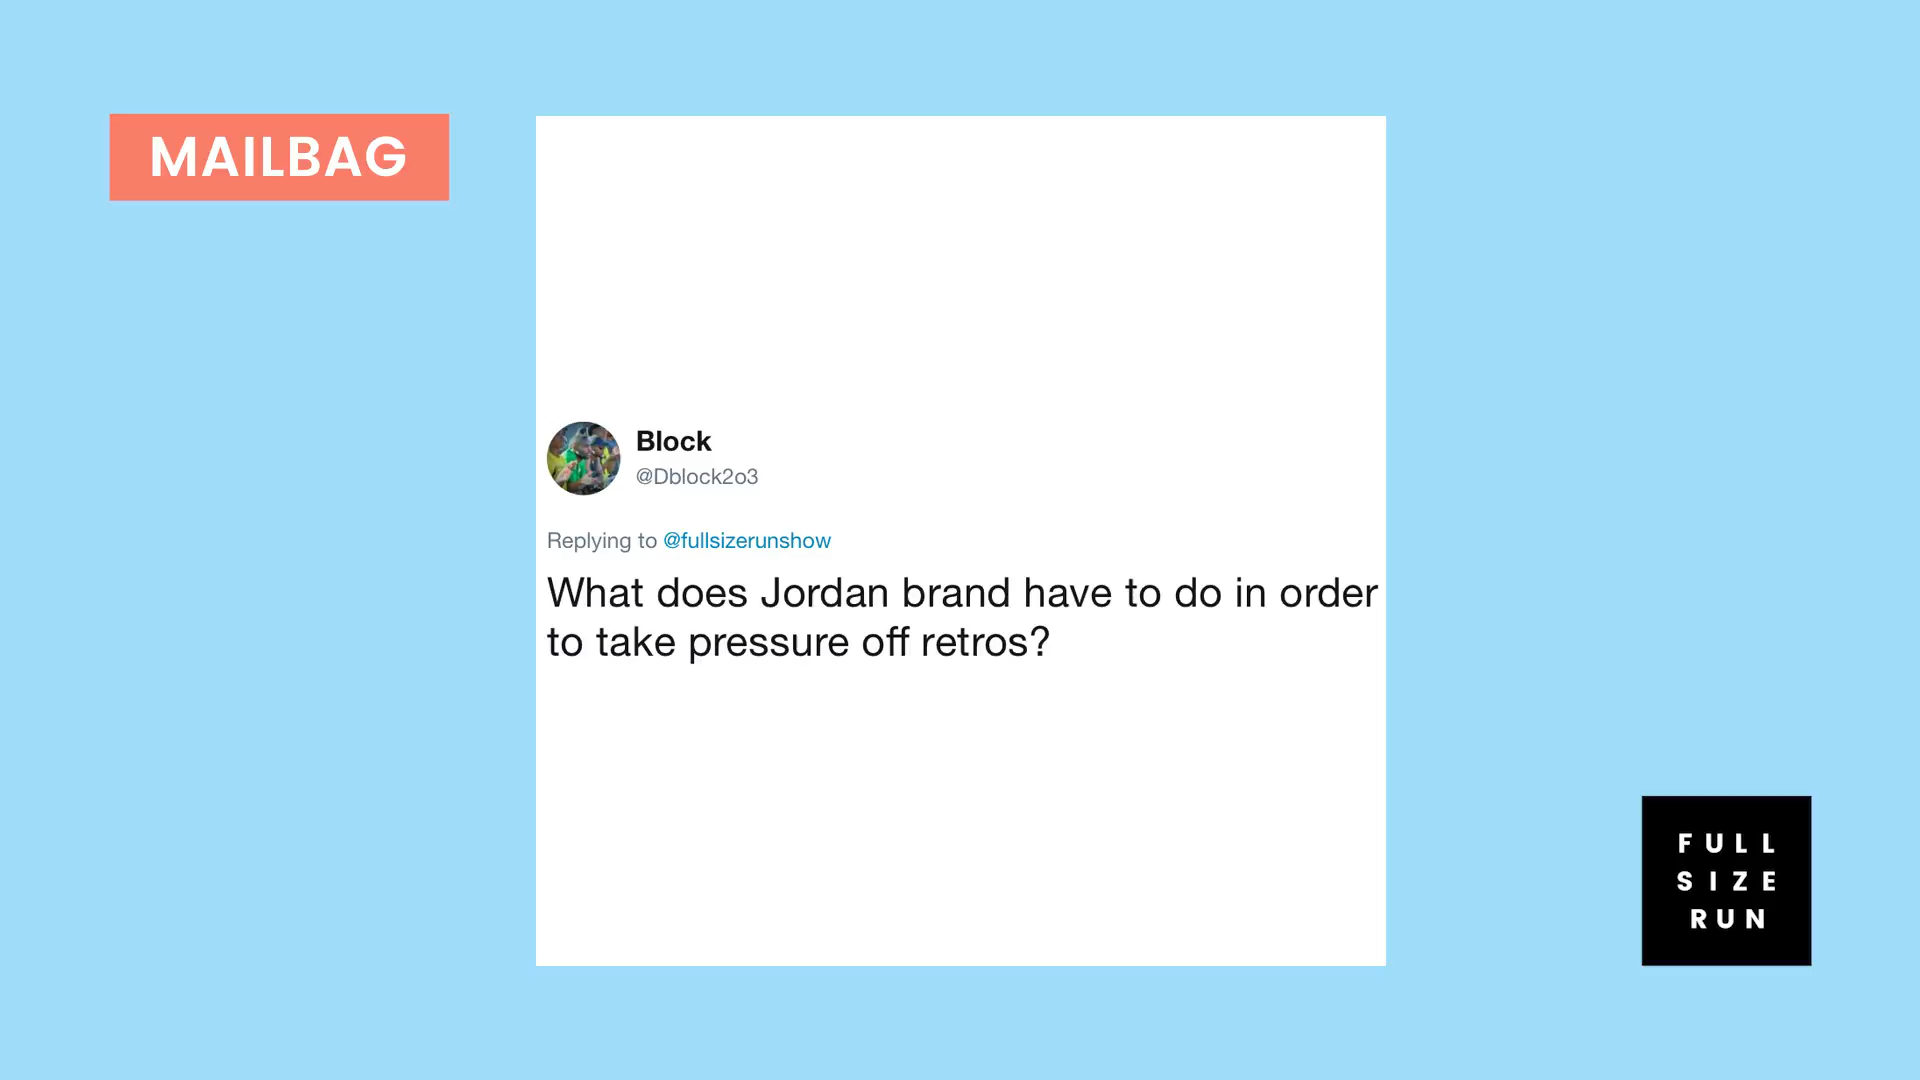 MAILBAG
Block
@Dblock2o3
Replying to @fullsizerunshow
What does Jordan brand have to do in order
to take pressure off retros?
FULL
SIZE
RUN